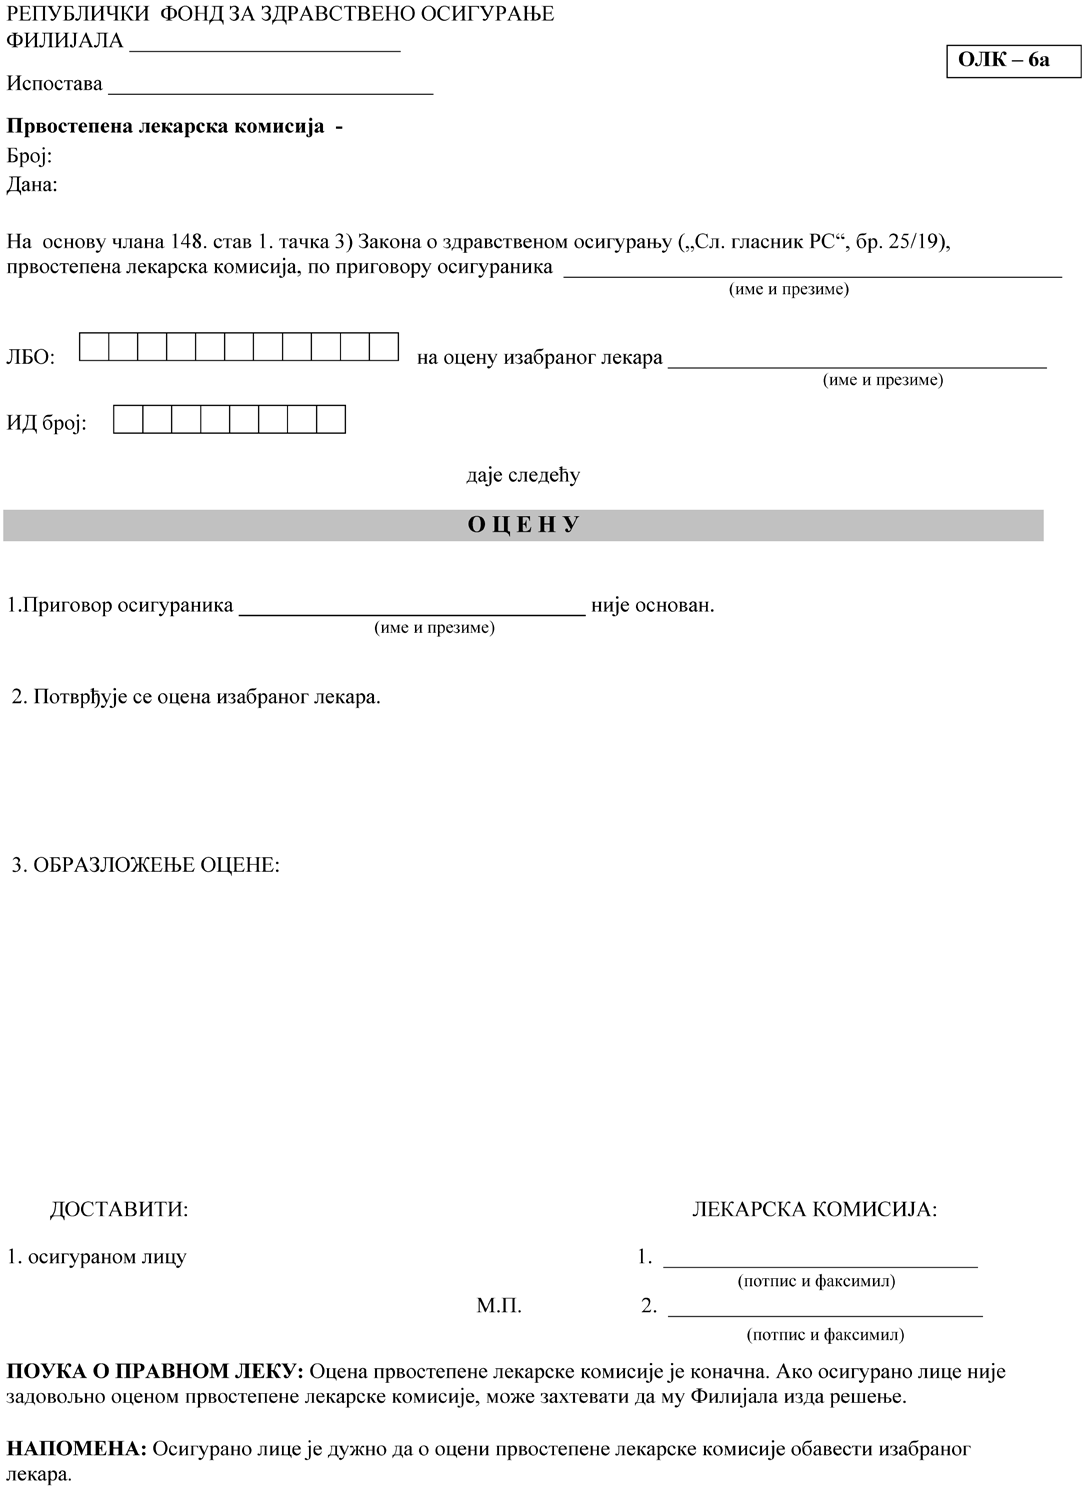 РЕПУБЛИЧКИ ФОНД ЗА ЗДРАВСТВЕНО ОСИГУРАЊЕ
ФИЛИЈАЛА
ОЛК – 6а
Испостава
Првостепена лекарска комисија -
Број:
Дана:
На основу члана 148. став 1. тачка 3) Закона о здравственом осигурању („Сл. гласник РС“, бр. 25/19),
првостепена лекарска комисија, по приговору осигураника
(име и презиме)
ЛБО: на оцену изабраног лекара
(име и презиме)
ИД број:
даје следећу
О Ц Е Н У
1.Приговор осигураника није основан.
(име и презиме)
2. Потврђује се оцена изабраног лекара.
3. ОБРАЗЛОЖЕЊЕ ОЦЕНЕ:
ДОСТАВИТИ: ЛЕКАРСКА КОМИСИЈА:
1. осигураном лицу 1.
(потпис и факсимил)
М.П. 2.
(потпис и факсимил)
ПОУКА О ПРАВНОМ ЛЕКУ: Оцена првостепене лекарске комисије је коначна. Ако осигурано лице није
задовољно оценом првостепене лекарске комисије, може захтевати да му Филијала изда решење.
НАПОМЕНА: Осигурано лице је дужно да о оцени првостепене лекарске комисије обавести изабраног
лекара.